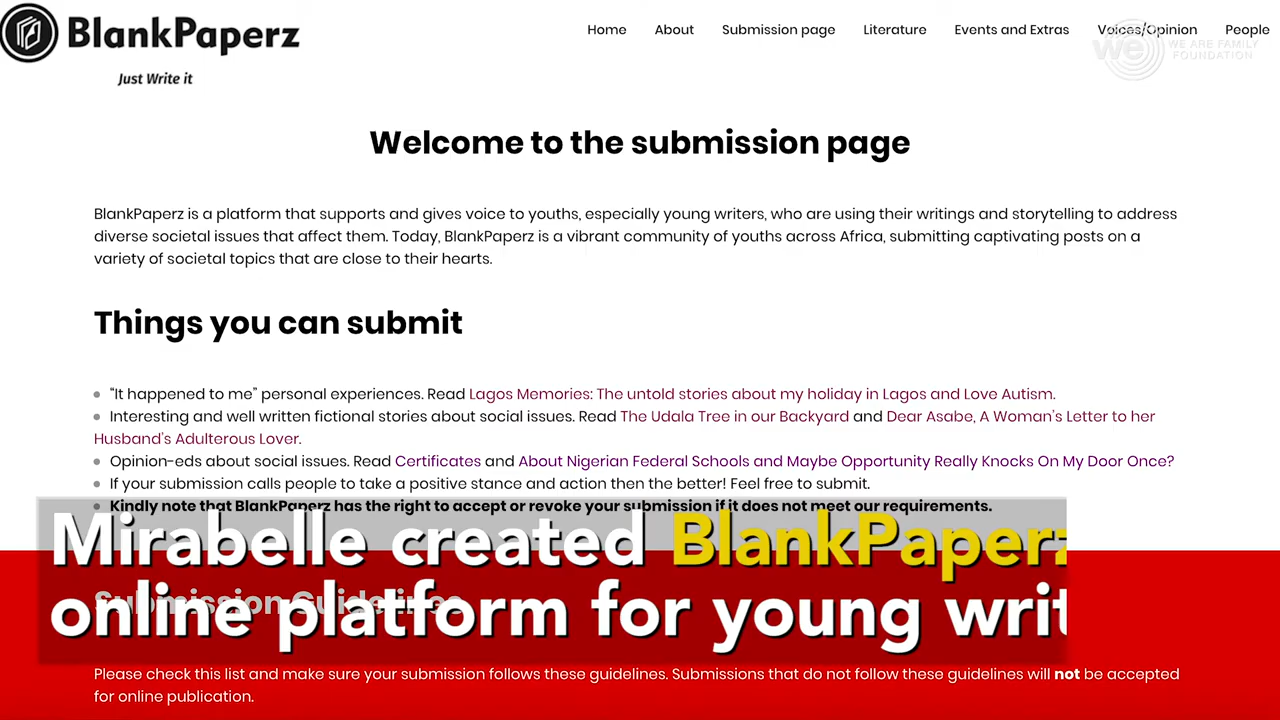 BlankPaperz
Just Write it
Home About Submission page Literature Events and Extras Voices/Opinion People
we WE ARE FAMILY
FOUNDATION
Welcome to the submission page
BlankPaperz is a platform that supports and gives voice to youths, especially young writers, who are using their writings and storytelling to address
diverse societal issues that affect them. Today, BlankPaperz is a vibrant community of youths across Africa, submitting captivating posts on a
variety of societal topics that are close to their hearts.
Things you can submit
“It happened to me” personal experiences. Read Lagos Memories: The untold stories about my holiday in Lagos and Love Autism.
Interesting and well written fictional stories about social issues. Read The Udala Tree in our Backyard and Dear Asabe, A Woman’s Letter to her
Husband’s Adulterous Lover.
Opinion-eds about social issues. Read Certificates and About Nigerian Federal Schools and Maybe Opportunity Really Knocks On My Door Once?
If your submission calls people to take a positive stance and action then the better! Feel free to submit.
Kindly note that BlankPaperz has the right to accept or revoke your submission if it does not meet our requirements.
Mirabelle created BlankPaperz
online platform for young writ
Submission Guidelines
Please check this list and make sure your submission follows these guidelines. Submissions that do not follow these guidelines will not be accepted
for online publication.